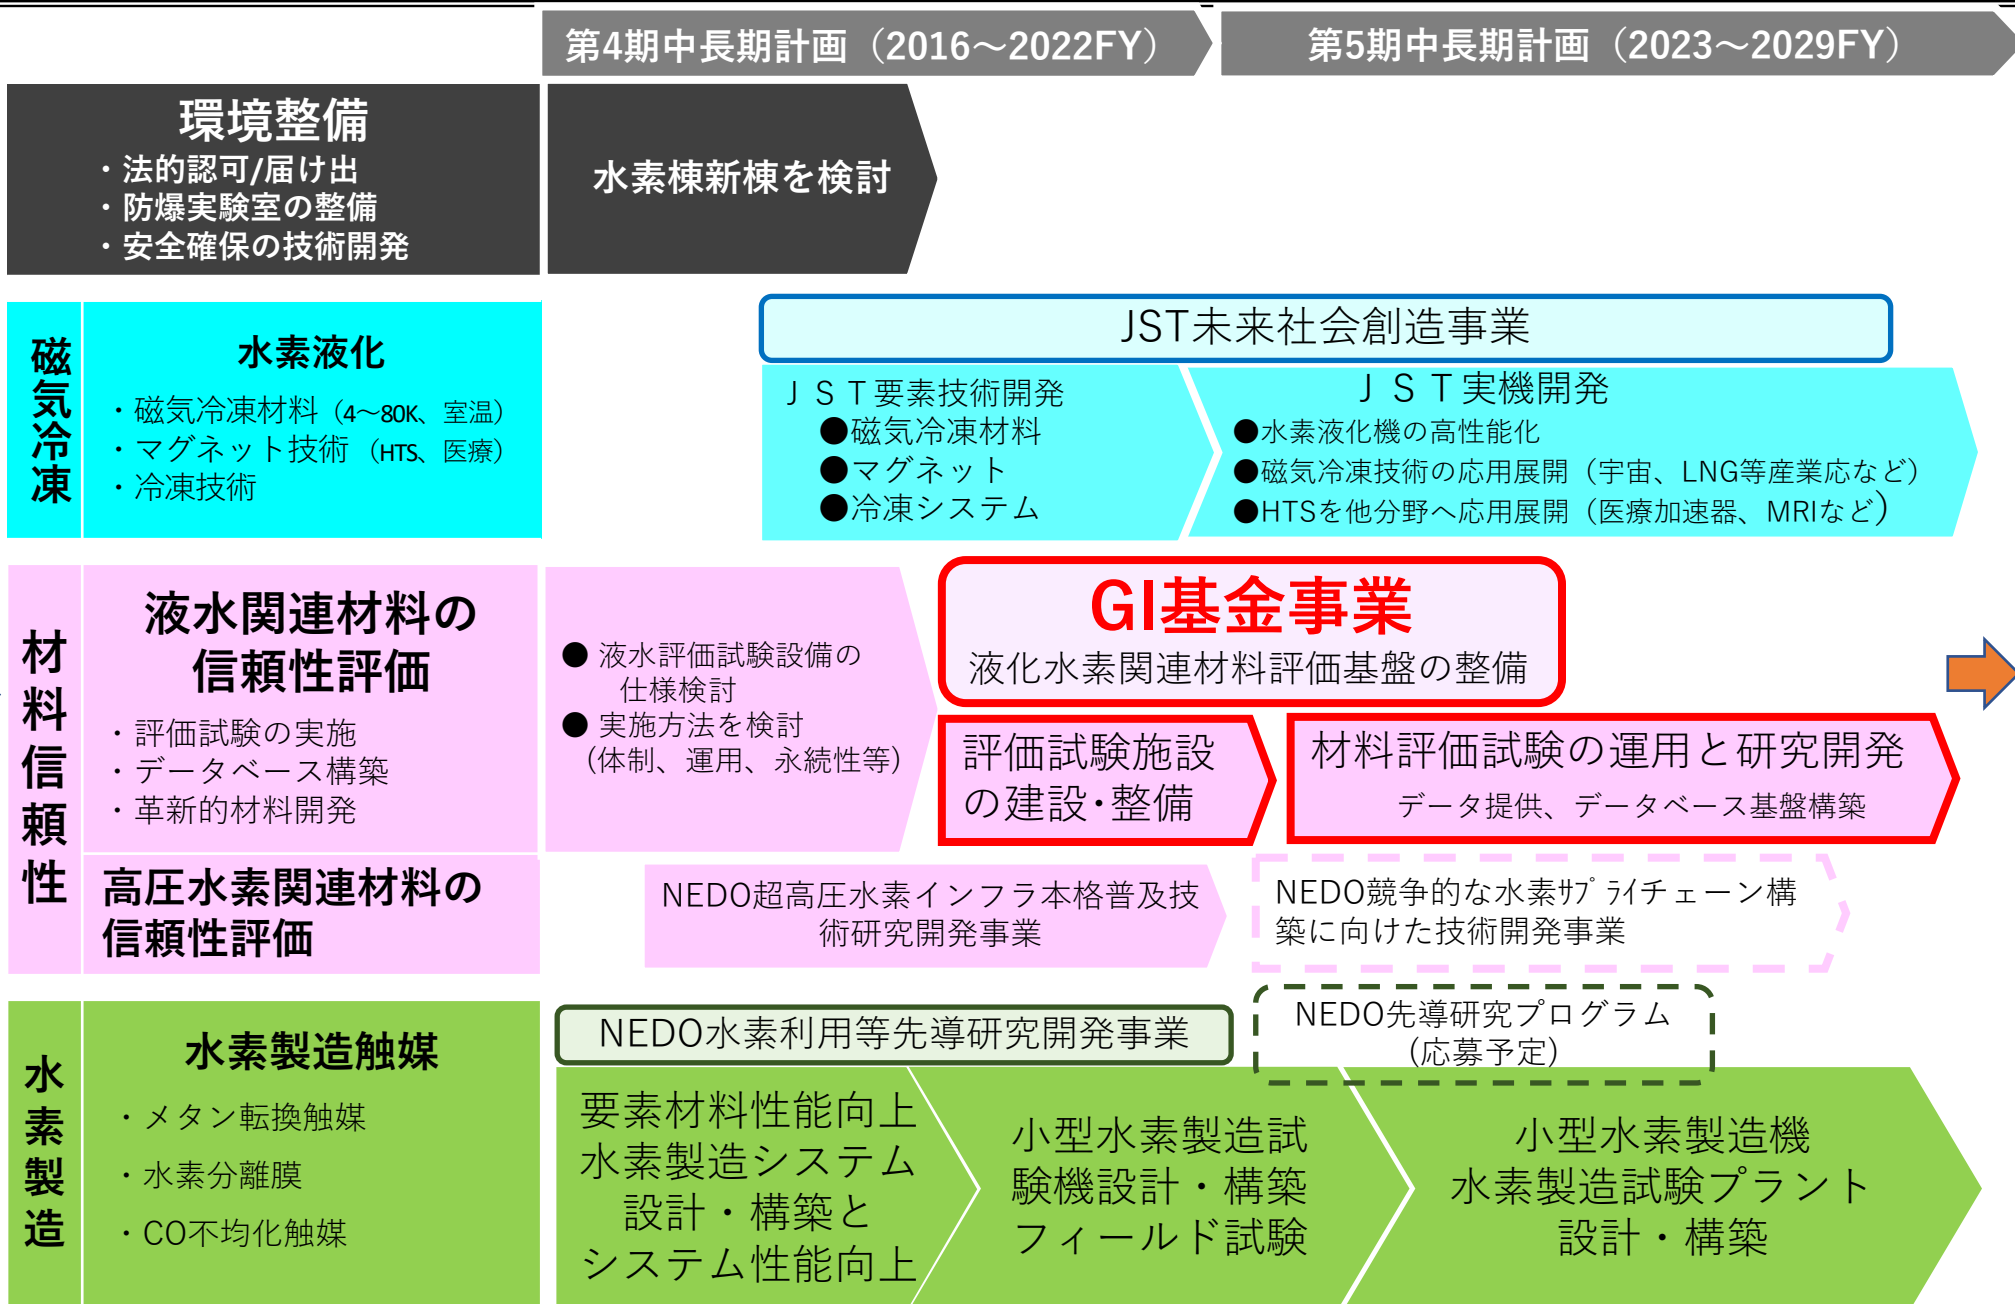 第4期中長期計画（2016～2022FY）
第5期中長期計画（2023～2029FY）
環境整備
・法的認可/届け出
・防爆実験室の整備
・安全確保の技術開発
水素棟新棟を検討
磁気冷凍
水素液化
・磁気冷凍材料（4～80K、室温）
・マグネット技術（HTS、医療）
・冷凍技術
JST未来社会創造事業
ＪＳＴ要素技術開発
●磁気冷凍材料
●マグネット
●冷凍システム
ＪＳＴ実機開発
●水素液化機の高性能化
●磁気冷凍技術の応用展開（宇宙、LNG等産業応など）
●HTSを他分野へ応用展開（医療加速器、MRIなど）
材料信頼性
液水関連材料の
信頼性評価
・評価試験の実施
・データベース構築
・革新的材料開発
● 液水評価試験設備の
仕様検討
● 実施方法を検討
(体制、運用、永続性等)
GI基金事業
液化水素関連材料評価基盤の整備
評価試験施設
の建設･整備
材料評価試験の運用と研究開発
データ提供、データベース基盤構築
高圧水素関連材料の
信頼性評価
NEDO超高圧水素インフラ本格普及技
術研究開発事業
NEDO競争的な水素ｻﾌﾟﾗｲチェーン構
築に向けた技術開発事業
水素製造
水素製造触媒
・メタン転換触媒
・水素分離膜
・CO不均化触媒
NEDO水素利用等先導研究開発事業
NEDO先導研究プログラム
(応募予定)
要素材料性能向上
水素製造システム
設計・構築と
システム性能向上
小型水素製造試
験機設計・構築
フィールド試験
小型水素製造機
水素製造試験プラント
設計・構築